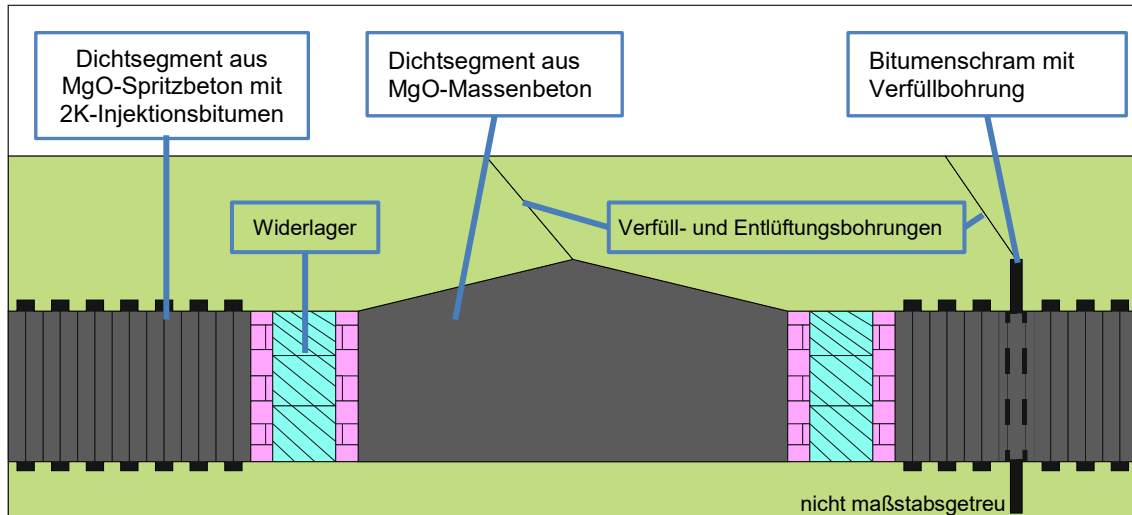 Dichtsegment aus
MgO-Spritzbeton mit
2K-Injektionsbitumen
Dichtsegment aus
MgO-Massenbeton
Bitumenschram mit
Verfüllbohrung
Widerlager
Verfüll- und Entlüftungsbohrungen
nicht maßstabsgetreu